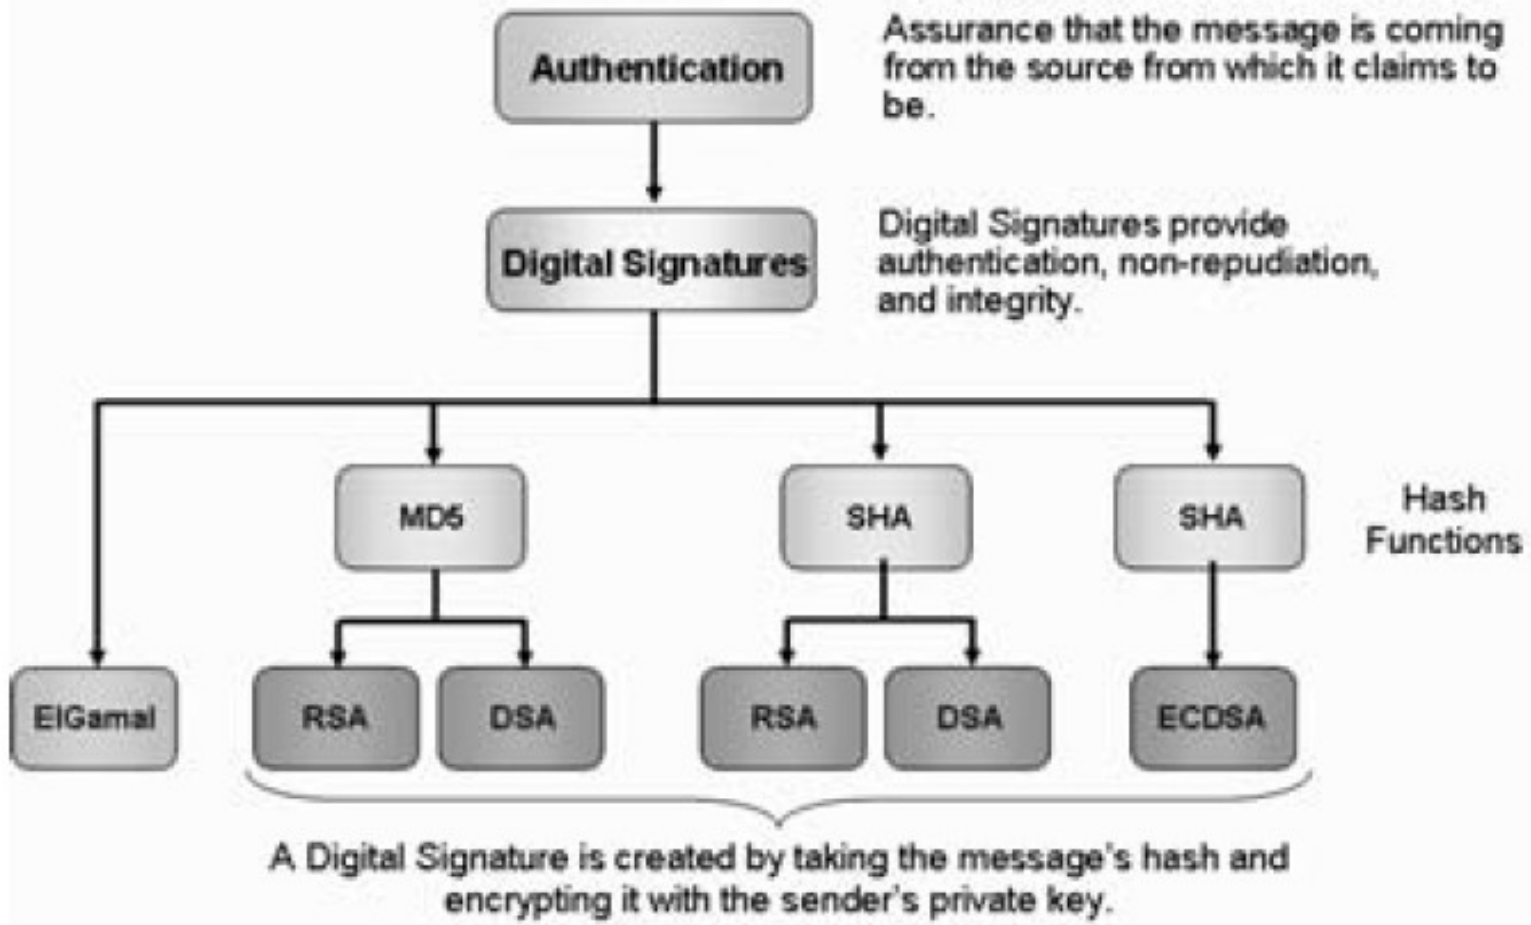 Authentication
Assurance that the message is coming
from the source from which it claims to
be.
Digital Signatures
Digital Signatures provide
authentication, non-repudiation,
and integrity.
MD5
SHA
SHA
Hash
Functions
ElGamal
RSA
DSA
RSA
DSA
ECDSA
A Digital Signature is created by taking the message's hash and
encrypting it with the sender's private key.